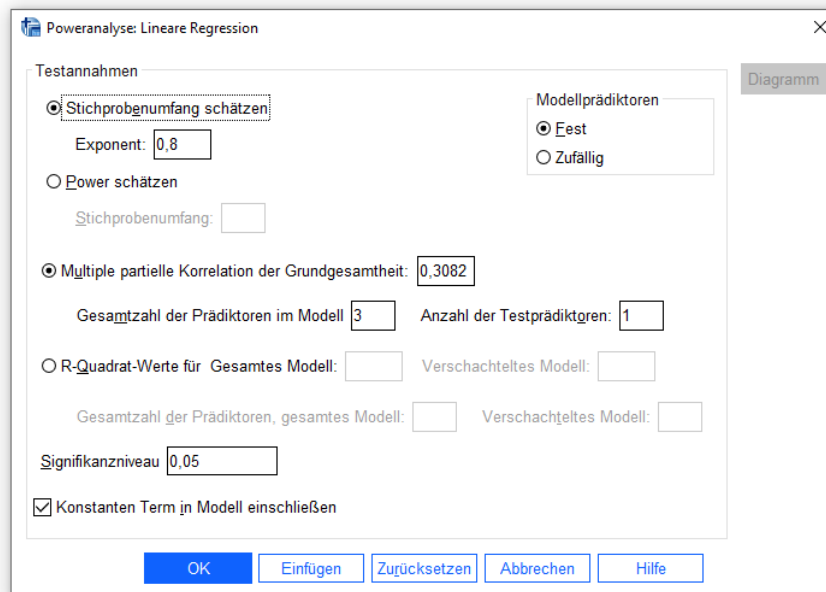 Poweranalyse: Lineare Regression
Testannahmen
Diagramm
Stichprobenumfang schätzen
Exponent: 0,8
Modellprädiktoren
Fest
Zufällig
Power schätzen
Stichprobenumfang:
Multiple partielle Korrelation der Grundgesamtheit: 0,3082
Gesamtzahl der Prädiktoren im Modell 3 Anzahl der Testprädiktoren: 1
R-Quadrat-Werte für Gesamtes Modell: Verschachteltes Modell:
Gesamtzahl der Prädiktoren, gesamtes Modell: Verschachteltes Modell:
Signifikanzniveau 0,05
Konstanten Term in Modell einschließen
OK Einfügen Zurücksetzen Abbrechen Hilfe